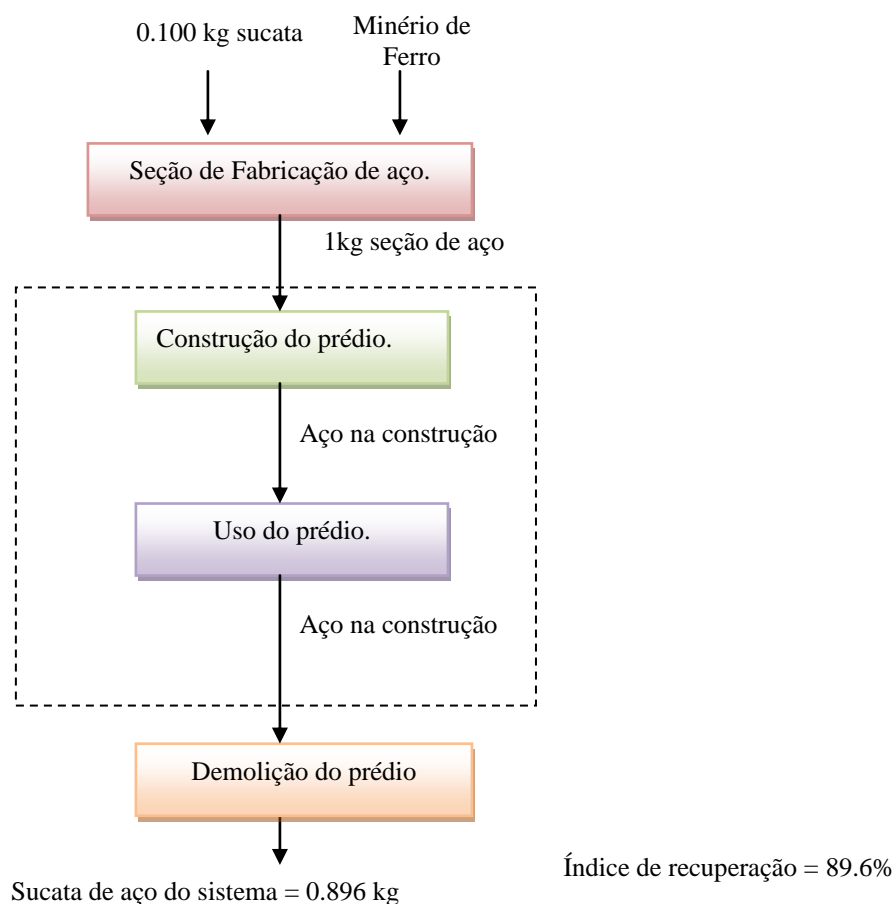 0.100 kg sucata
Minério de
Ferro
Seção de Fabricação de aço.
1kg seção de aço
Construção do prédio.
Aço na construção
Uso do prédio.
Aço na construção
Demolição do prédio
Índice de recuperação = 89.6%
Sucata de aço do sistema = 0.896 kg